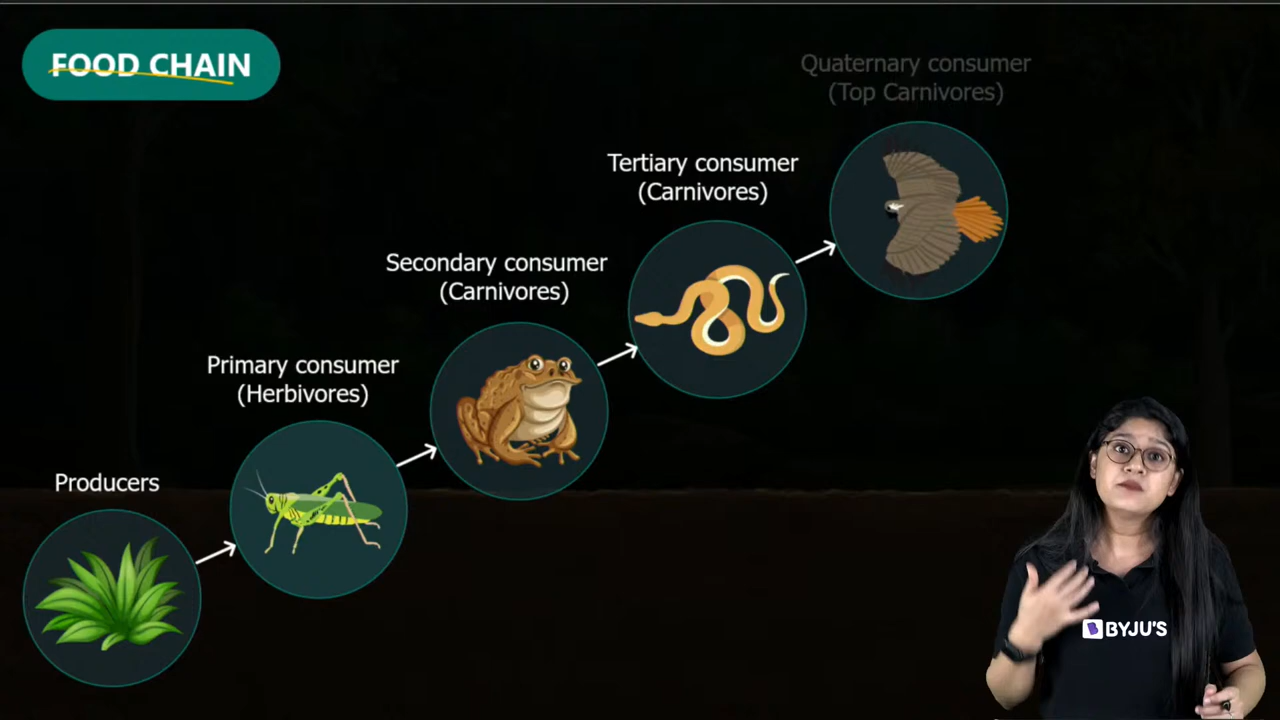 FOOD CHAIN
Quaternary consumer
(Top Carnivores)
Tertiary consumer
(Carnivores)
Secondary consumer
(Carnivores)
Primary consumer
(Herbivores)
Producers
BYJU'S